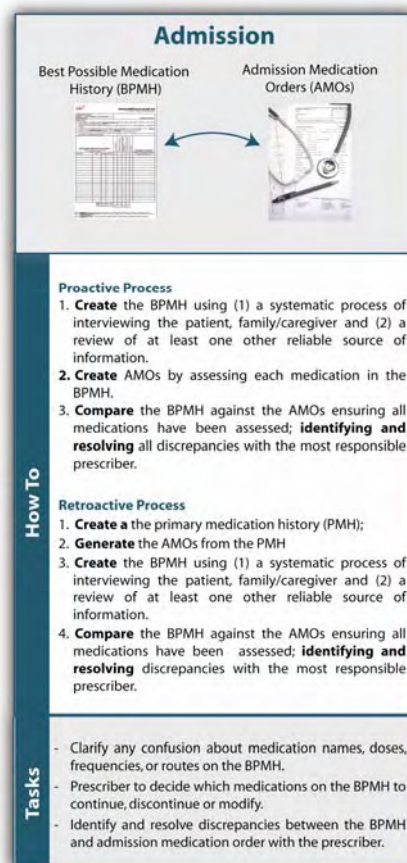 Admission
Best Possible Medication
History (BPMH)
Admission Medication
Orders (AMOs)
How To
Proactive Process
1. Create the BPMH using (1) a systematic process of
interviewing the patient, family/caregiver and (2) a
review of at least one other reliable source of
information.
2. Create AMOs by assessing each medication in the
BPMH.
3. Compare the BPMH against the AMOs ensuring all
medications have been assessed; identifying and
resolving all discrepancies with the most responsible
prescriber.
Retroactive Process
1. Create a the primary medication history (PMH);
2. Generate the AMOs from the PMH
3. Create the BPMH using (1) a systematic process of
interviewing the patient, family/caregiver and (2) a
review of at least one other reliable source of
information.
4. Compare the BPMH against the AMOs ensuring all
medications have been assessed; identifying and
resolving discrepancies with the most responsible
prescriber.
Tasks
- Clarify any confusion about medication names, doses,
frequencies, or routes on the BPMH.
- Prescriber to decide which medications on the BPMH to
continue, discontinue or modify.
- Identify and resolve discrepancies between the BPMH
and admission medication order with the prescriber.